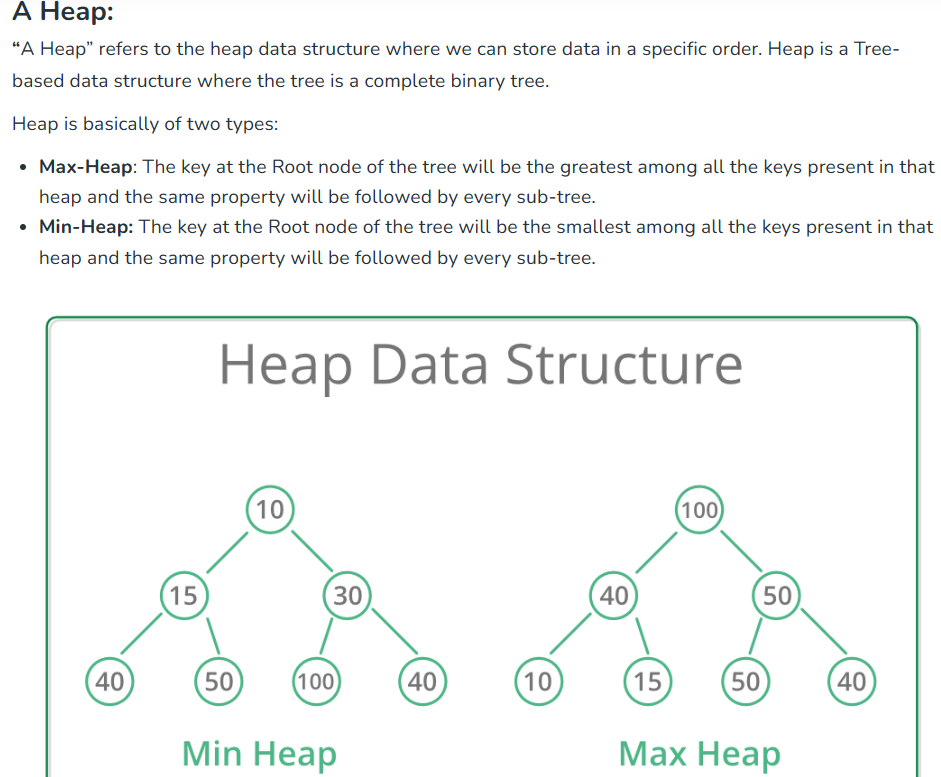 A Heap:
“A Heap” refers to the heap data structure where we can store data in a specific order. Heap is a Tree-
based data structure where the tree is a complete binary tree.
Heap is basically of two types:
• Max-Heap: The key at the Root node of the tree will be the greatest among all the keys present in that
heap and the same property will be followed by every sub-tree.
• Min-Heap: The key at the Root node of the tree will be the smallest among all the keys present in that
heap and the same property will be followed by every sub-tree.
Heap Data Structure
10 100
15 30 40 50
40 50 100 40 10 15 50 40
Min Heap Max Heap